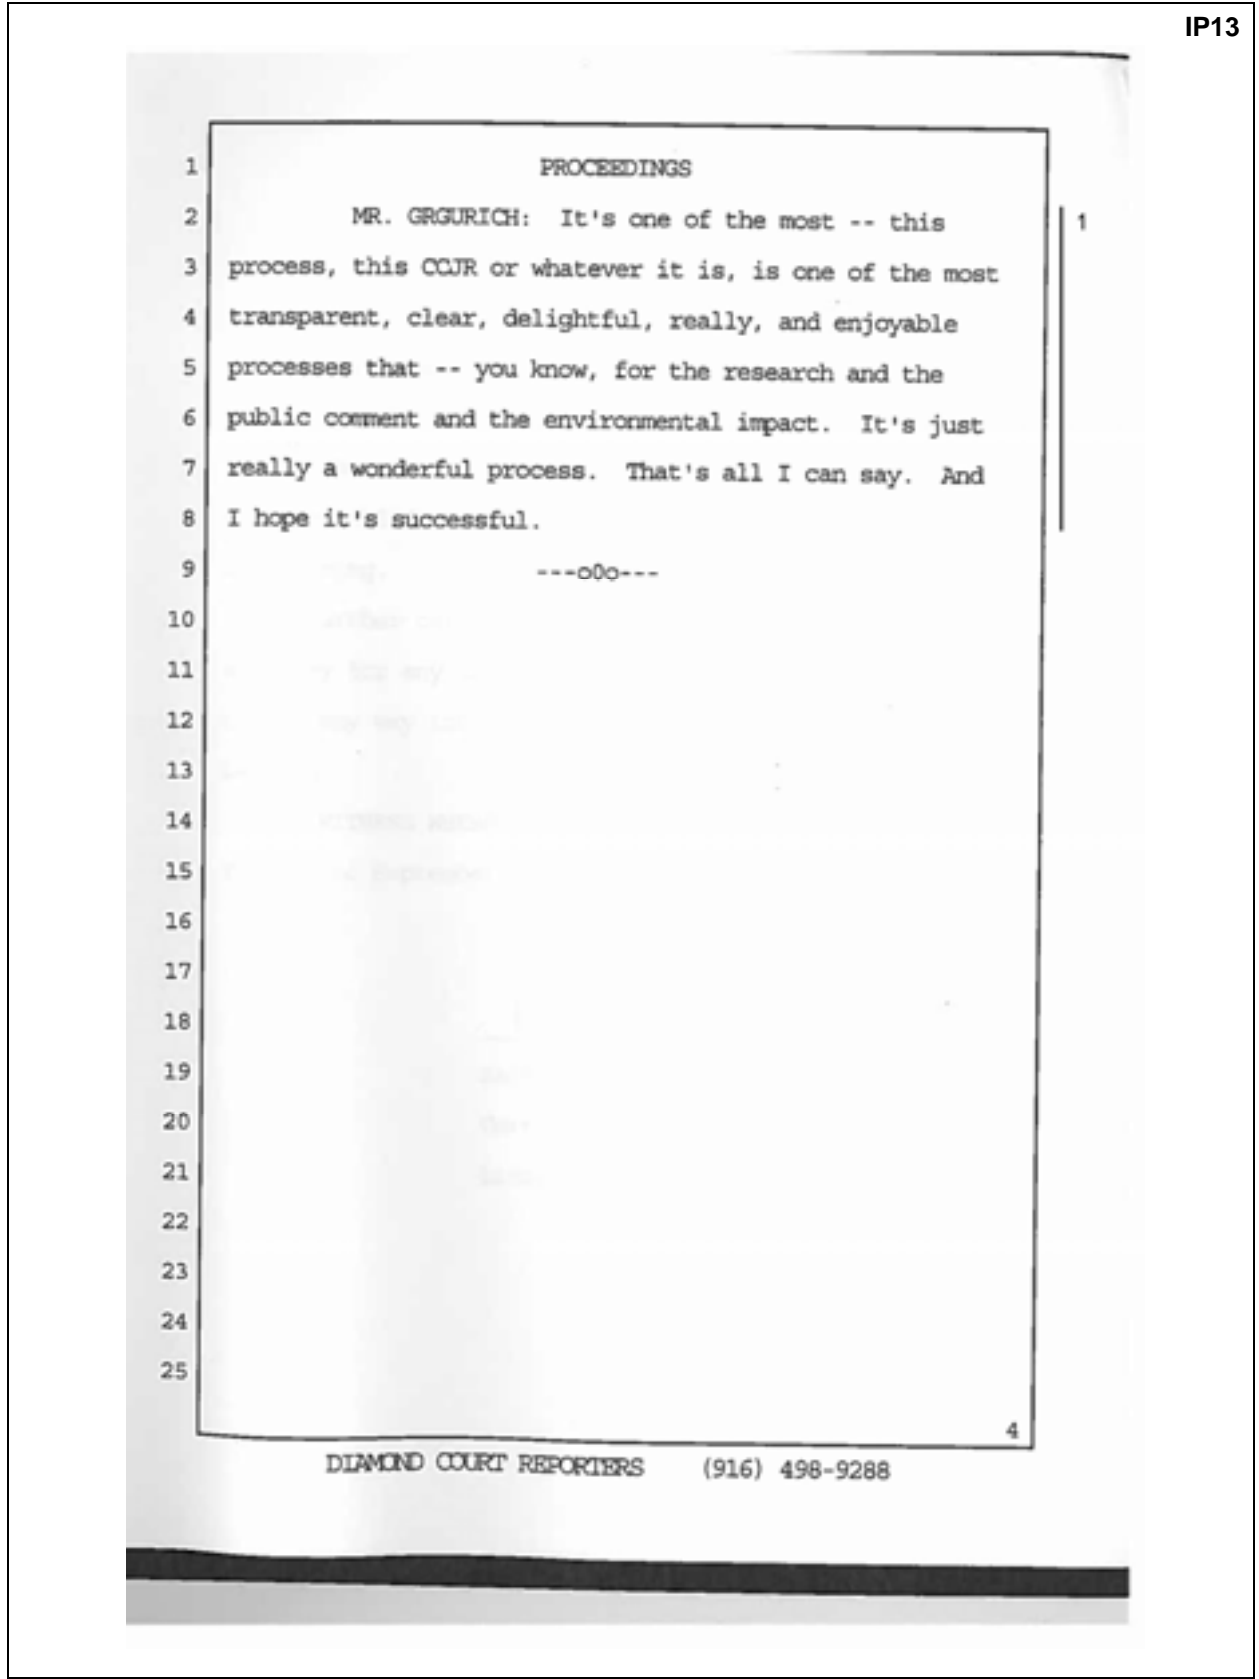 IP13
1 PROCEEDINGS
2 MR. GRGURICH: It's one of the most -- this 1
3 process, this CCJR or whatever it is, is one of the most
4 transparent, clear, delightful, really, and enjoyable
5 processes that -- you know, for the research and the
6 public comment and the environmental impact. It's just
7 really a wonderful process. That's all I can say. And
8 I hope it's successful.
9 ---o0o---
10
11
12
13
14
15
16
17
18
19
20
21
22
23
24
25
4
DIAMOND COURT REPORTERS (916) 498-9288